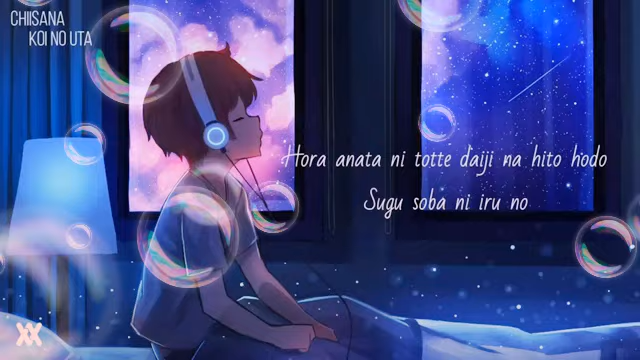 CHIISANA
KOI NO UTA
Hora anata ni totte daiji na hito hodo
Sugu soba ni iru no